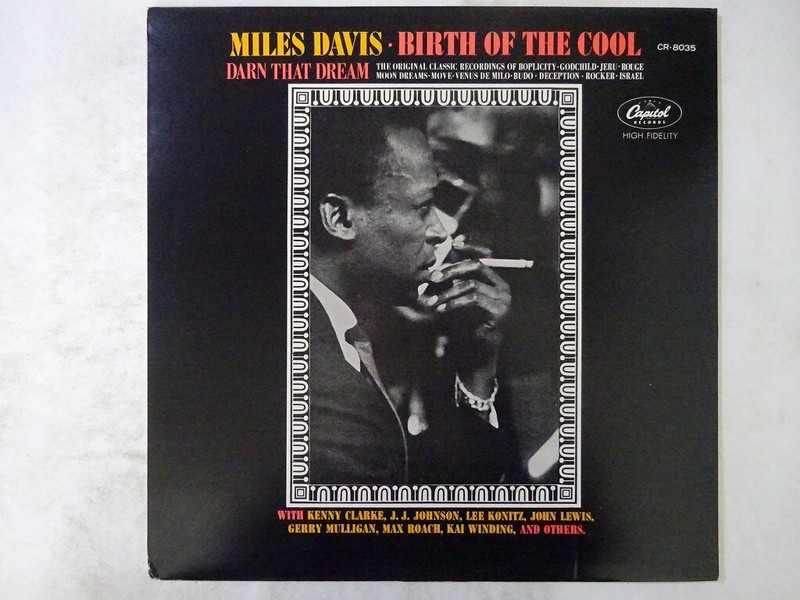 MILES DAVIS · BIRTH OF THE COOL
CR-8035
DARN THAT DREAM
THE ORIGINAL CLASSIC RECORDINGS OF BOPLICITY·GODCHILD·JERU·ROUGE
MOON DREAMS·MOVE·VENUS DE MILO·BUDO·DECEPTION·ROCKER·ISRAEL
Capitol
RECORDS
HIGH FIDELITY
WITH KENNY CLARKE, J. J. JOHNSON, LEE KONITZ, JOHN LEWIS,
GERRY MULLIGAN, MAX ROACH, KAI WINDING, AND OTHERS.